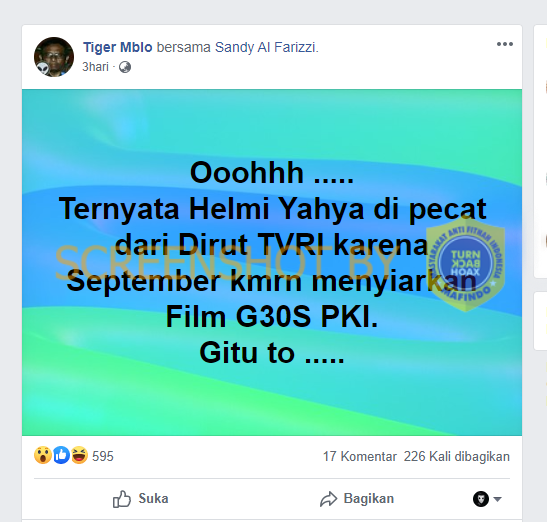 Tiger Mblo bersama Sandy Al Farizzi.
3hari ·
Ooohhh .....
Ternyata Helmi Yahya di pecat
dari Dirut TVRI karena
September kmrn menyiarkan
Film G30S PKI.
Gitu to .....
SCREENSHOT BY
MASYARAKAT ANTI FITNAH INDONESIA
TURN
BACK
HOAX
MAFINDO
595
17 Komentar 226 Kali dibagikan
Suka
Bagikan